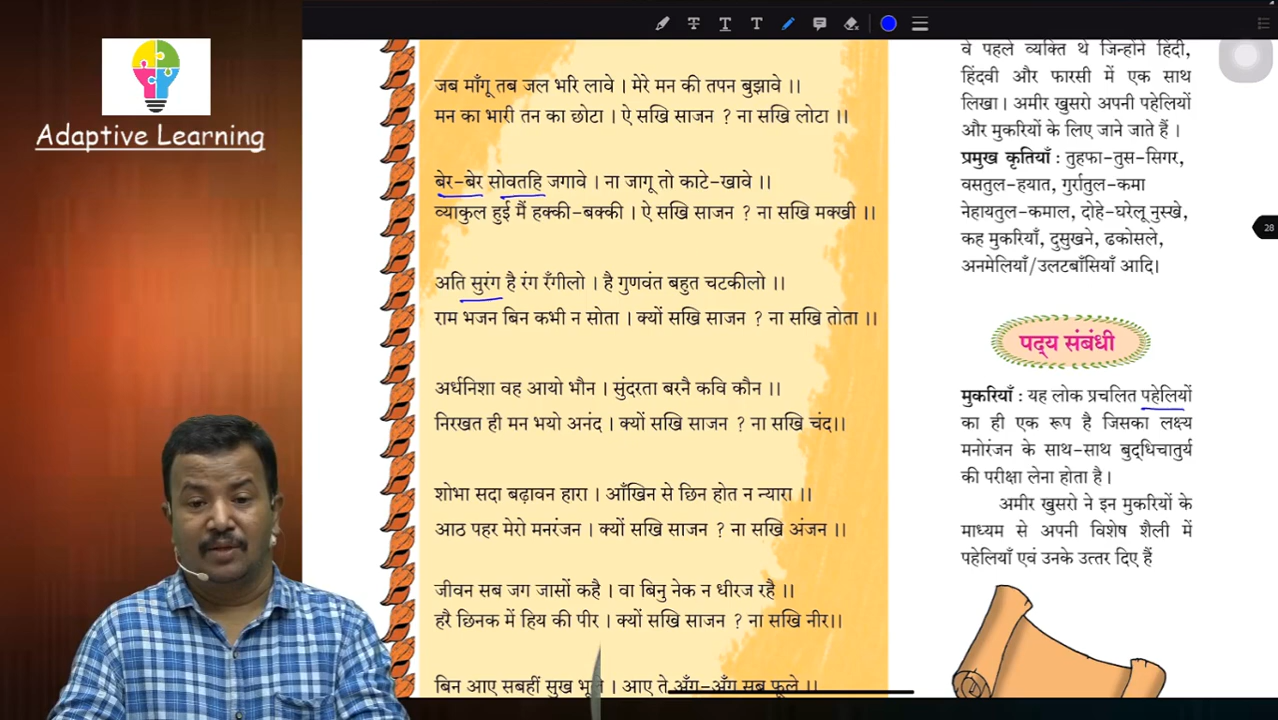 Adaptive Learning
जब माँगू तब जल भरि लावे । मेरे मन की तपन बुझावे ।।
मन का भारी तन का छोटा । ऐ सखि साजन ? ना सखि लोटा ।।
बेर-बेर सोवतहि जगावे । ना जागू तो काटे-खावे ।।
व्याकुल हुई मैं हक्की-बक्की । ऐ सखि साजन ? ना सखि मक्खी ।।
अति सुरंग है रंग रँगीलो । है गुणवंत बहुत चटकीलो ।।
राम भजन बिन कभी न सोता । क्यों सखि साजन ? ना सखि तोता ।।
अर्धनिशा वह आयो भौन । सुंदरता बरनै कवि कौन ।।
निरखत ही मन भयो अनंद । क्यों सखि साजन ? ना सखि चंद।।
शोभा सदा बढ़ावन हारा । आँखिन से छिन होत न न्यारा ।।
आठ पहर मेरो मनरंजन । क्यों सखि साजन ? ना सखि अंजन ।।
जीवन सब जग जासों कहै । वा बिनु नेक न धीरज रहै ।।
हरै छिनक में हिय की पीर । क्यों सखि साजन ? ना सखि नीर।।
बिन आए सबहीं सुख भूले । आए ते अँग-अँग सब फूले ।।
वे पहले व्यक्ति थे जिन्होंने हिंदी,
हिंदवी और फारसी में एक साथ
लिखा। अमीर खुसरो अपनी पहेलियों
और मुकरियों के लिए जाने जाते हैं ।
प्रमुख कृतियाँ : तुहफा-तुस-सिगर,
वसतुल-हयात, गुर्रातुल-कमा
नेहायतुल-कमाल, दोहे-घरेलू नुस्खे,
कह मुकरियाँ, दुसुखने, ढकोसले,
अनमेलियाँ/उलटबाँसियाँ आदि।
28
पद्य संबंधी
मुकरियाँ : यह लोक प्रचलित पहेलियों
का ही एक रूप है जिसका लक्ष्य
मनोरंजन के साथ-साथ बुद्धिचातुर्य
की परीक्षा लेना होता है।
अमीर खुसरो ने इन मुकरियों के
माध्यम से अपनी विशेष शैली में
पहेलियाँ एवं उनके उत्तर दिए हैं